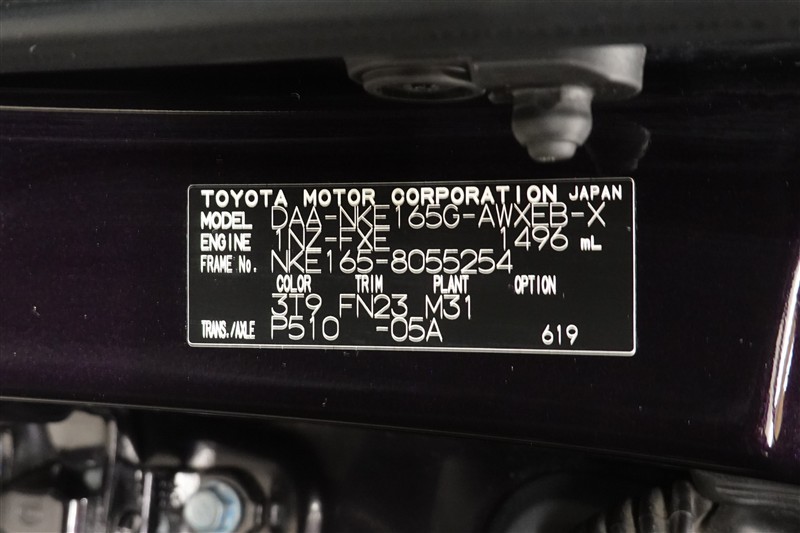 TOYOTA MOTOR CORPORATION JAPAN
MODEL DAA-NKE165G-AWXEB-X
ENGINE 1NZ-FXE 1496 mL
FRAME No. NKE165-8055254
COLOR TRIM PLANT OPTION
3T9 FN23 M31
TRANS./AXLE P510 -05A 619